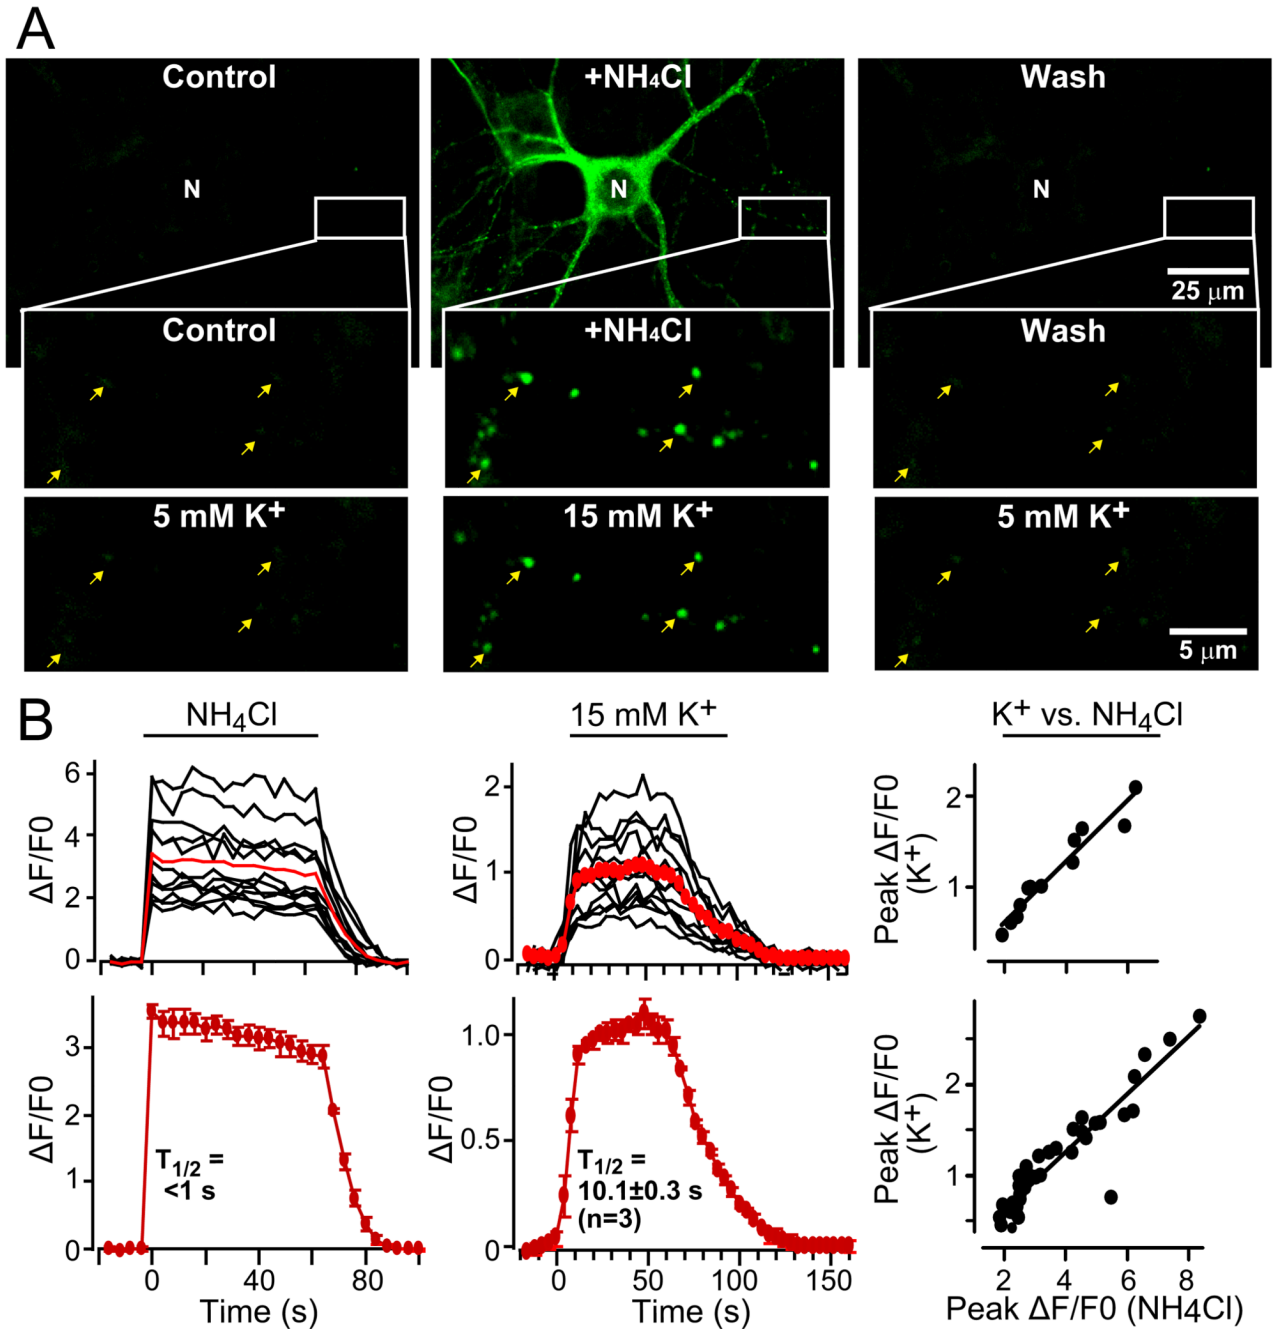 A
Control
+NH₄Cl
Wash
N
N
N
25 μm
Control
+NH₄Cl
Wash
5 mM K⁺
15 mM K⁺
5 mM K⁺
5 μm
B
NH₄Cl
15 mM K⁺
K⁺ vs. NH₄Cl
ΔF/F0
6
4
2
0
ΔF/F0
2
1
0
Peak ΔF/F0
(K⁺)
2
1
ΔF/F0
3
2
1
0
T1/2 =
<1 s
0
40
80
Time (s)
ΔF/F0
1.0
0.5
0
T1/2 =
10.1±0.3 s
(n=3)
0
50
100
150
Time (s)
Peak ΔF/F0
(K⁺)
2
1
2
4
6
8
Peak ΔF/F0 (NH4Cl)